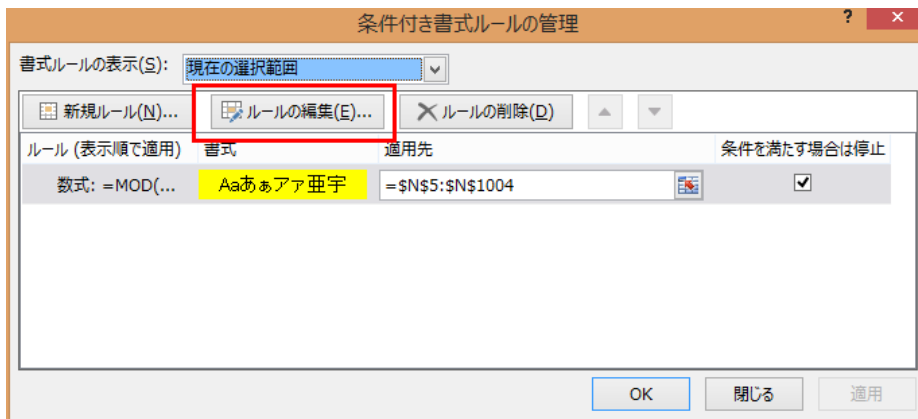 条件付き書式ルールの管理
? ×
書式ルールの表示(S): 現在の選択範囲
新規ルール(N)... ルールの編集(E)... ルールの削除(D)
ルール (表示順で適用) 書式 適用先 条件を満たす場合は停止
数式: =MOD(... Aaあぁアァ亜宇 =$N$5:$N$1004
OK 閉じる 適用